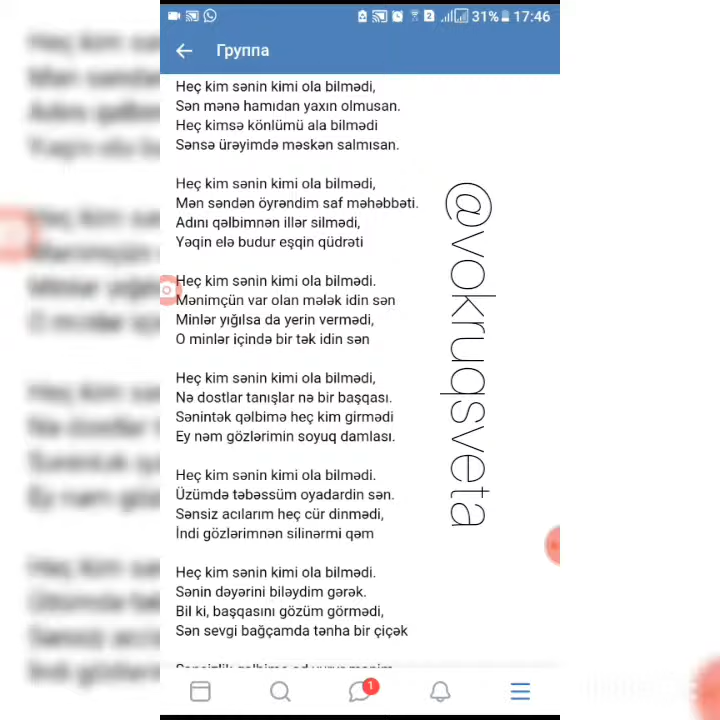 31% 17:46
Группа
Heç kim sənin kimi ola bilmədi,
Sən mənə hamıdan yaxın olmusan.
Heç kimsə könlümü ala bilmədi
Sənsə ürəyimdə məskən salmısan.
Heç kim sənin kimi ola bilmədi,
Mən səndən öyrəndim saf məhəbbəti.
Adını qəlbimnən illər silmədi,
Yəqin elə budur eşqin qüdrəti
Heç kim sənin kimi ola bilmədi.
Mənimçün var olan mələk idin sən
Minlər yığılsa da yerin vermədi,
O minlər içində bir tək idin sən
Heç kim sənin kimi ola bilmədi,
Nə dostlar tanışlar nə bir başqası.
Sənintək qəlbimə heç kim girmədi
Ey nəm gözlərimin soyuq damlası.
Heç kim sənin kimi ola bilmədi.
Üzümdə təbəssüm oyadardin sən.
Sənsiz acılarım heç cür dinmədi,
İndi gözlərimnən silinərmi qəm
Heç kim sənin kimi ola bilmədi.
Sənin dəyərini biləydim gərək.
Bil ki, başqasını gözüm görmədi,
Sən sevgi bağçamda tənha bir çiçək
@vokruqsveta
1